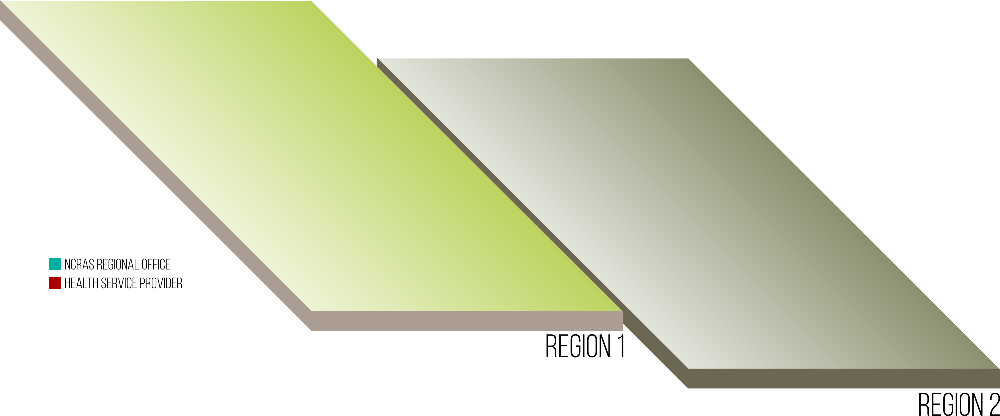 NCRAS REGIONAL OFFICE
HEALTH SERVICE PROVIDER
REGION 1
REGION 2